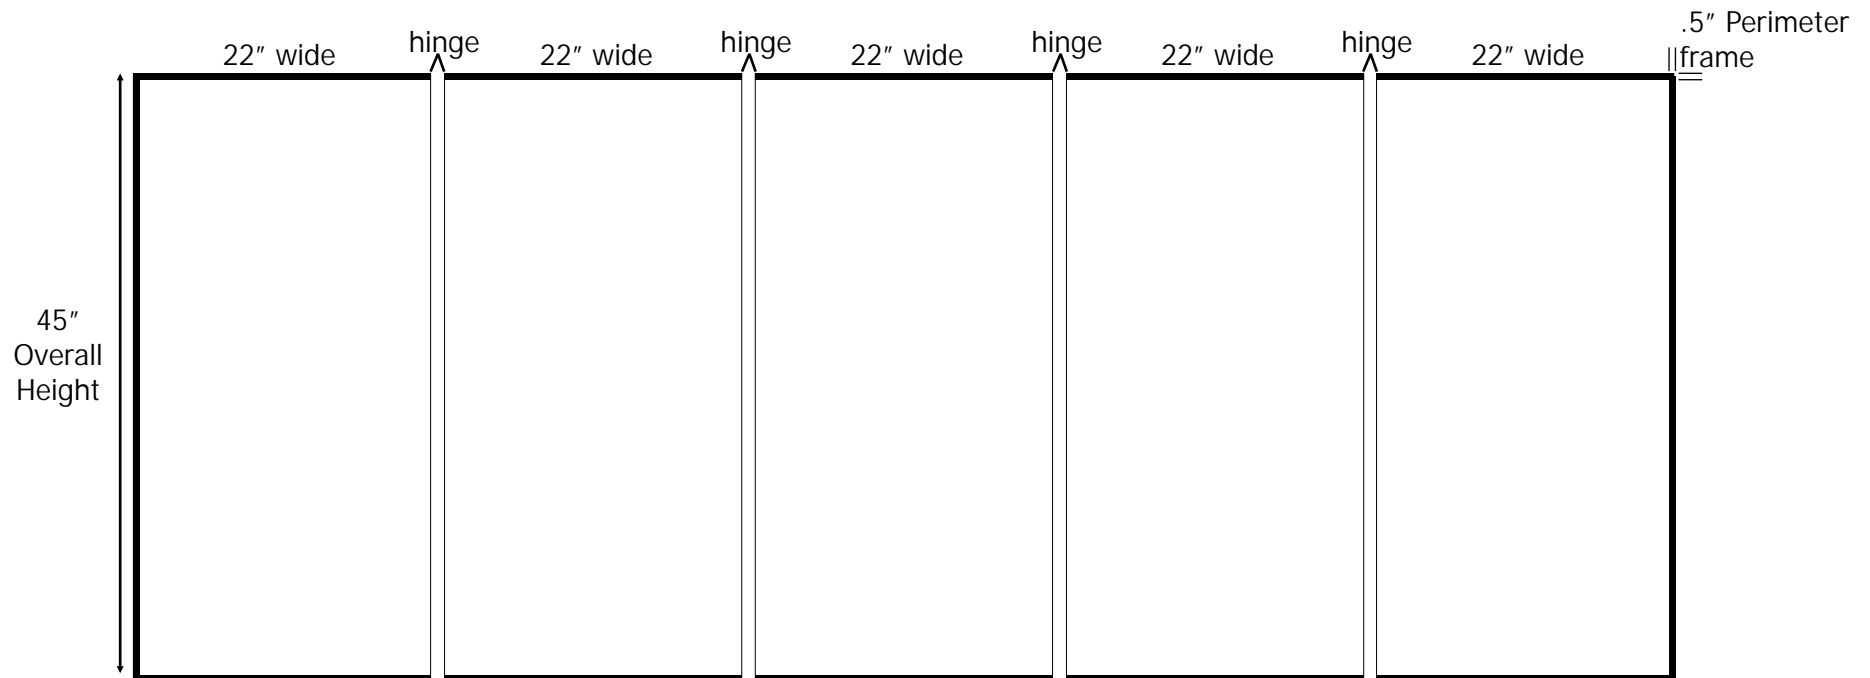 .5" Perimeter
22" wide hinge 22" wide hinge 22" wide hinge 22" wide hinge 22" wide frame
45"
Overall
Height